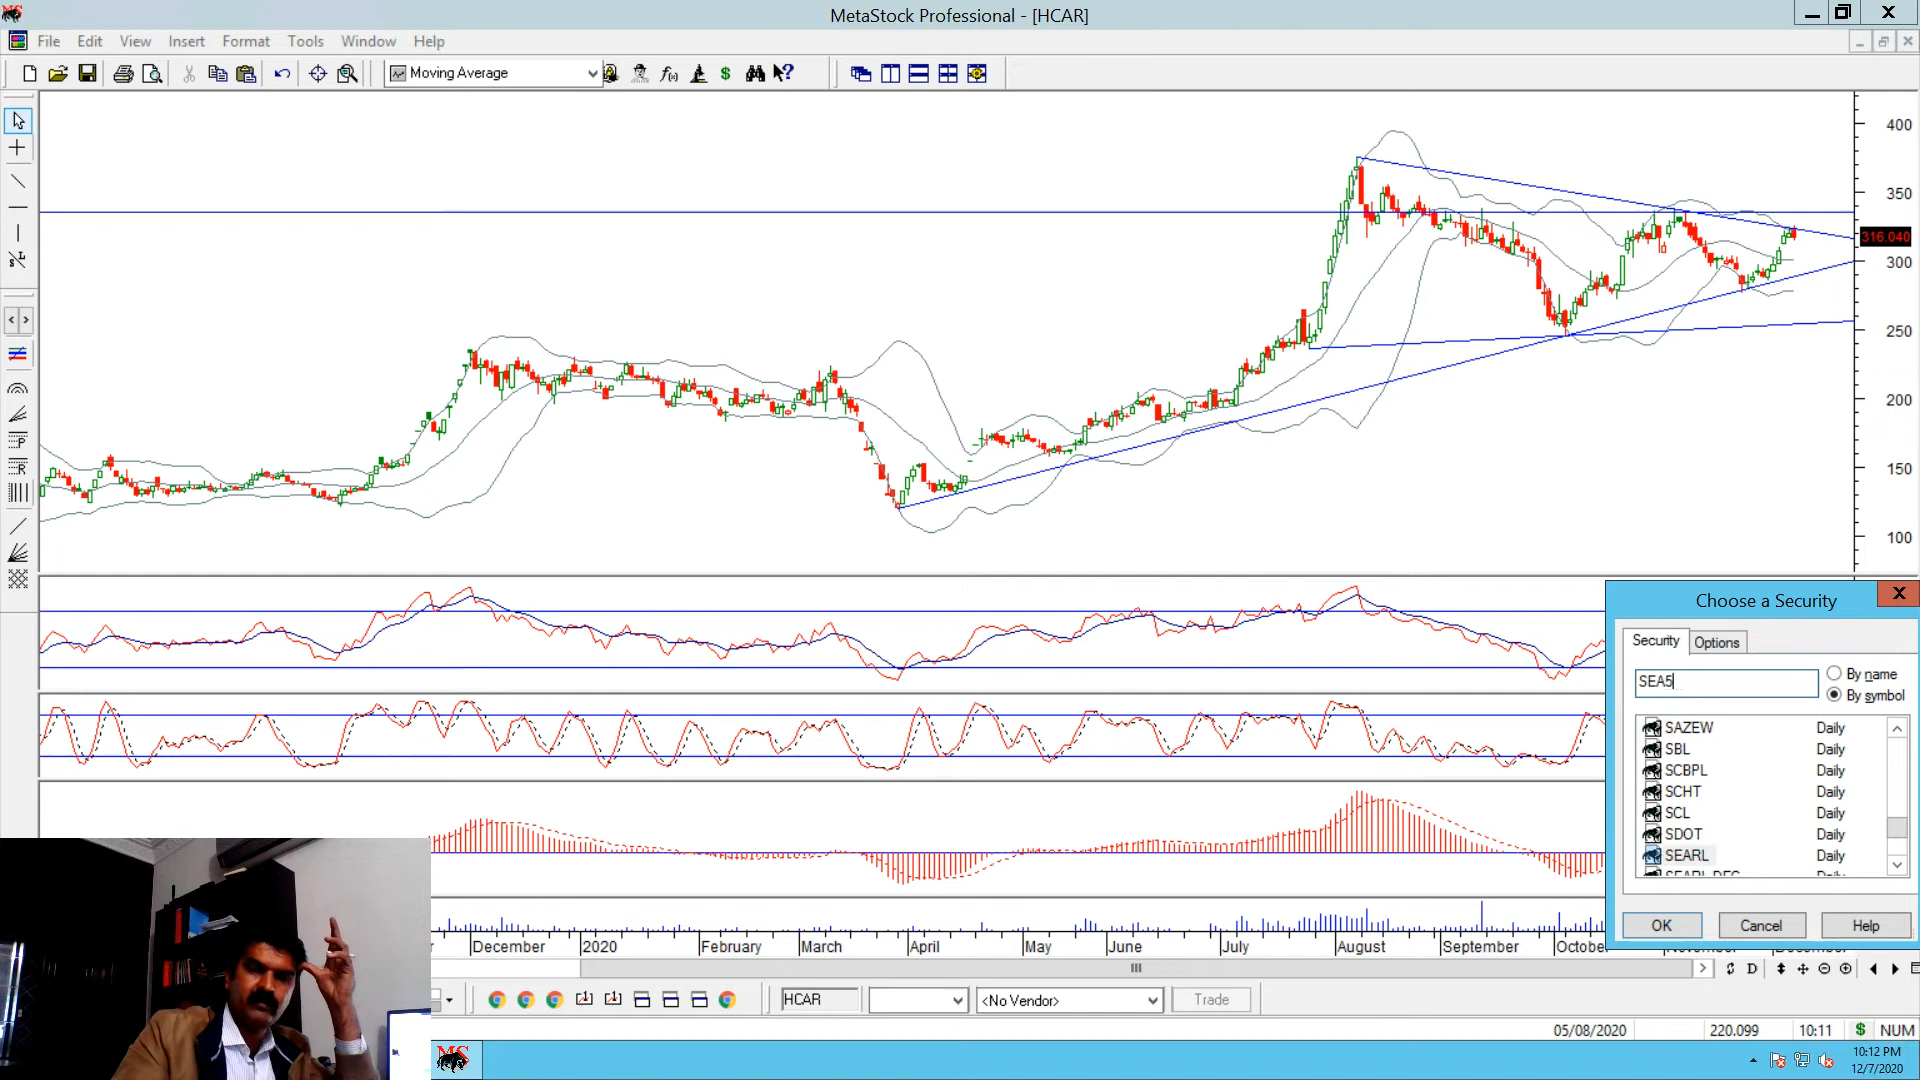 MetaStock Professional - [HCAR]
File Edit View Insert Format Tools Window Help
Moving Average
400
350
316.040
300
250
200
150
100
Choose a Security
Security Options
SEA5
By name
By symbol
SAZEW Daily
SBL Daily
SCBPL Daily
SCHT Daily
SCL Daily
SDOT Daily
SEARL Daily
OK Cancel Help
December 2020 February March April May June July August September October
HCAR <No Vendor> Trade
05/08/2020 220.099 10:11 $ NUM
MS
10:12 PM
12/7/2020